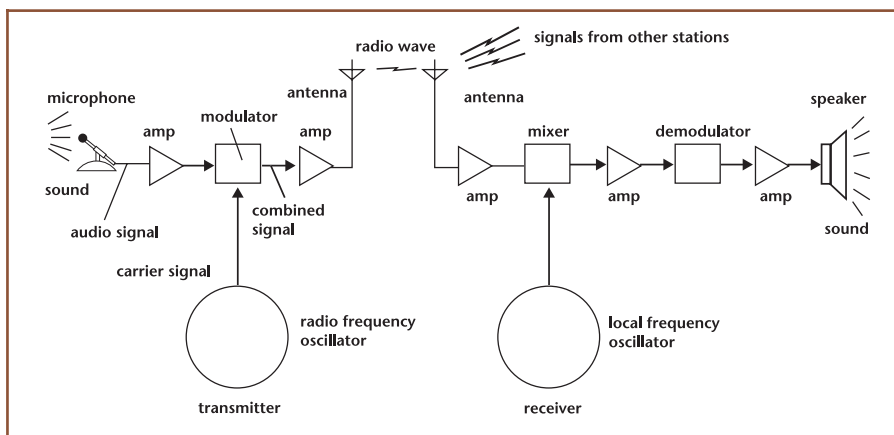 radio wave
signals from other stations
microphone
antenna
antenna
speaker
amp
modulator
amp
mixer
demodulator
sound
amp
amp
amp
combined
signal
audio signal
sound
carrier signal
radio frequency
oscillator
local frequency
oscillator
transmitter
receiver